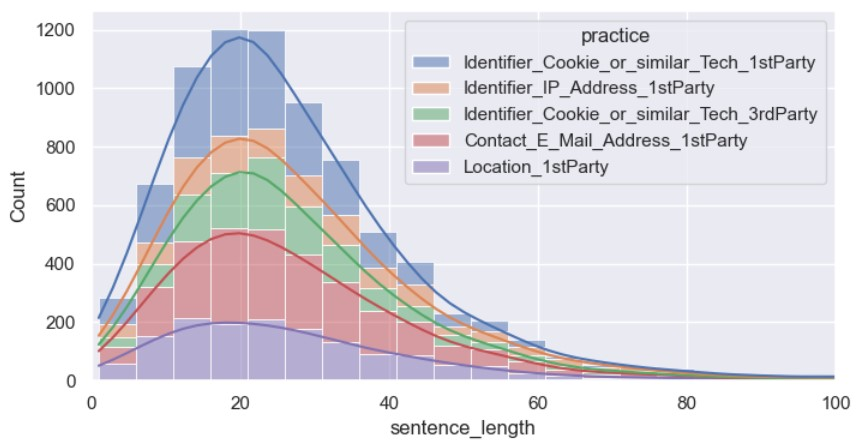 1200
1000
800
600
400
200
0
Count
practice
Identifier_Cookie_or_similar_Tech_1stParty
Identifier_IP_Address_1stParty
Identifier_Cookie_or_similar_Tech_3rdParty
Contact_E_Mail_Address_1stParty
Location_1stParty
0 20 40 60 80 100
sentence_length